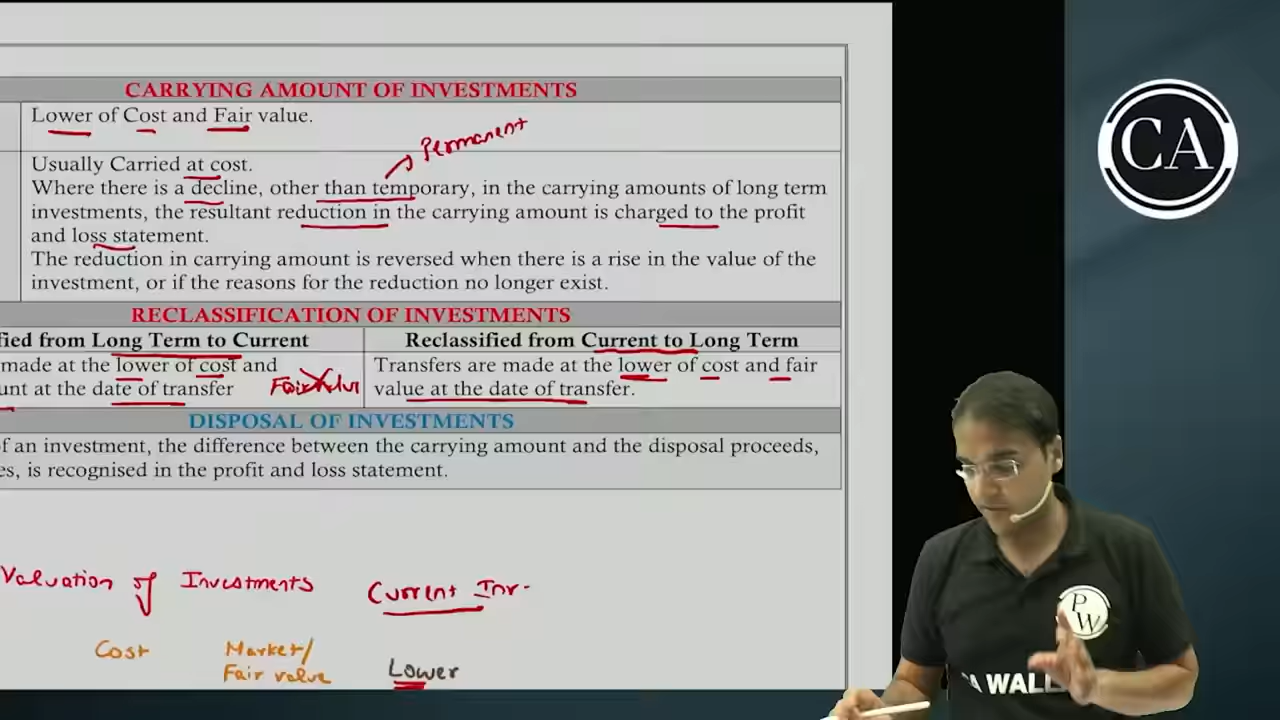 CARRYING AMOUNT OF INVESTMENTS
Lower of Cost and Fair value.
Permanent
Usually Carried at cost.
Where there is a decline, other than temporary, in the carrying amounts of long term
investments, the resultant reduction in the carrying amount is charged to the profit
and loss statement.
The reduction in carrying amount is reversed when there is a rise in the value of the
investment, or if the reasons for the reduction no longer exist.
RECLASSIFICATION OF INVESTMENTS
fied from Long Term to Current
Reclassified from Current to Long Term
made at the lower of cost and
unt at the date of transfer
Fair value
Transfers are made at the lower of cost and fair
value at the date of transfer.
DISPOSAL OF INVESTMENTS
of an investment, the difference between the carrying amount and the disposal proceeds,
es, is recognised in the profit and loss statement.
Valuation of Investments
Current Inv.
Cost
Market/
Fair value
Lower
CA
PW
A WALL